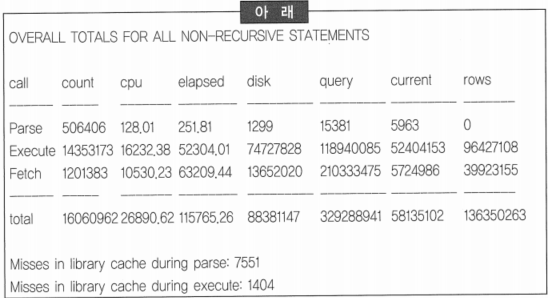 아 래
OVERALL TOTALS FOR ALL NON-RECURSIVE STATEMENTS
call count cpu elapsed disk query current rows
Parse 506406 128.01 251.81 1299 15381 5963 0
Execute 14353173 16232.38 52304.01 74727828 118940085 52404153 96427108
Fetch 1201383 10530.23 63209.44 13652020 210333475 5724986 39923155
total 16060962 26890.62 115765.26 88381147 329288941 58135102 136350263
Misses in library cache during parse: 7551
Misses in library cache during execute: 1404